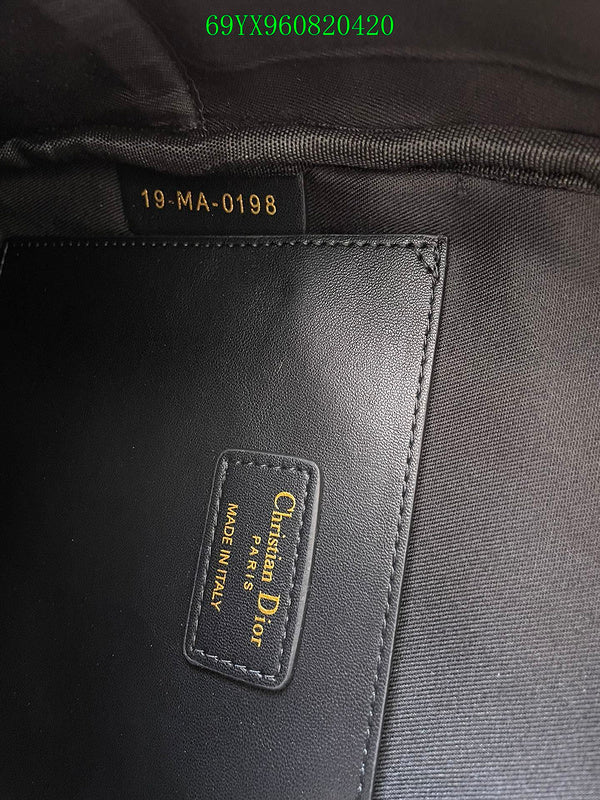 69YX960820420
19-MA-0198
Christian Dior
PARIS
MADE IN ITALY